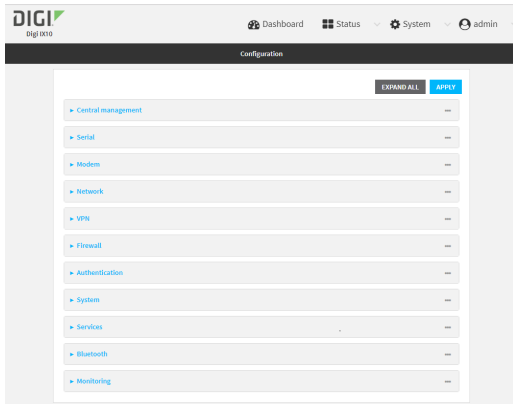 DIGI
Digi IX10
Dashboard Status System admin
Configuration
EXPAND ALL APPLY
Central management
Serial
Modem
Network
VPN
Firewall
Authentication
System
Services
Bluetooth
Monitoring